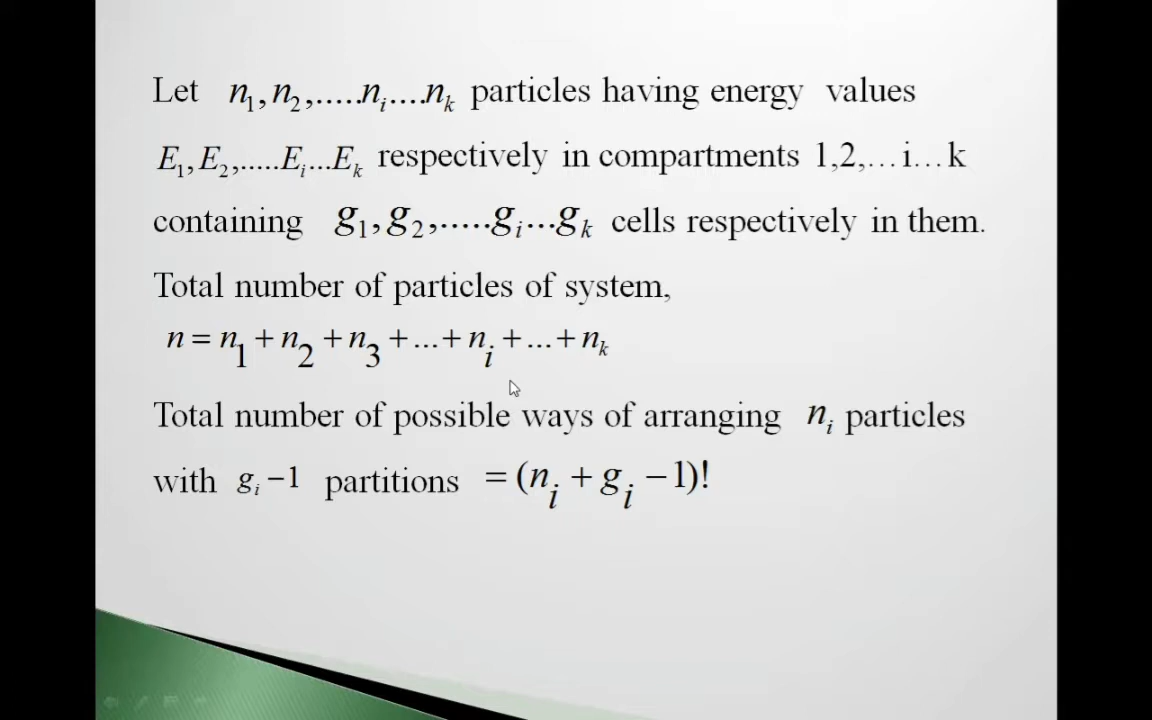 Let n₁, n₂,.....nᵢ....nₖ particles having energy values
E₁, E₂,.....Eᵢ...Eₖ respectively in compartments 1,2,...i...k
containing g₁, g₂,.....gᵢ...gₖ cells respectively in them.
Total number of particles of system,
n = n₁ + n₂ + n₃ + ... + nᵢ + ... + nₖ
Total number of possible ways of arranging nᵢ particles
with gᵢ −1 partitions = (nᵢ + gᵢ − 1)!